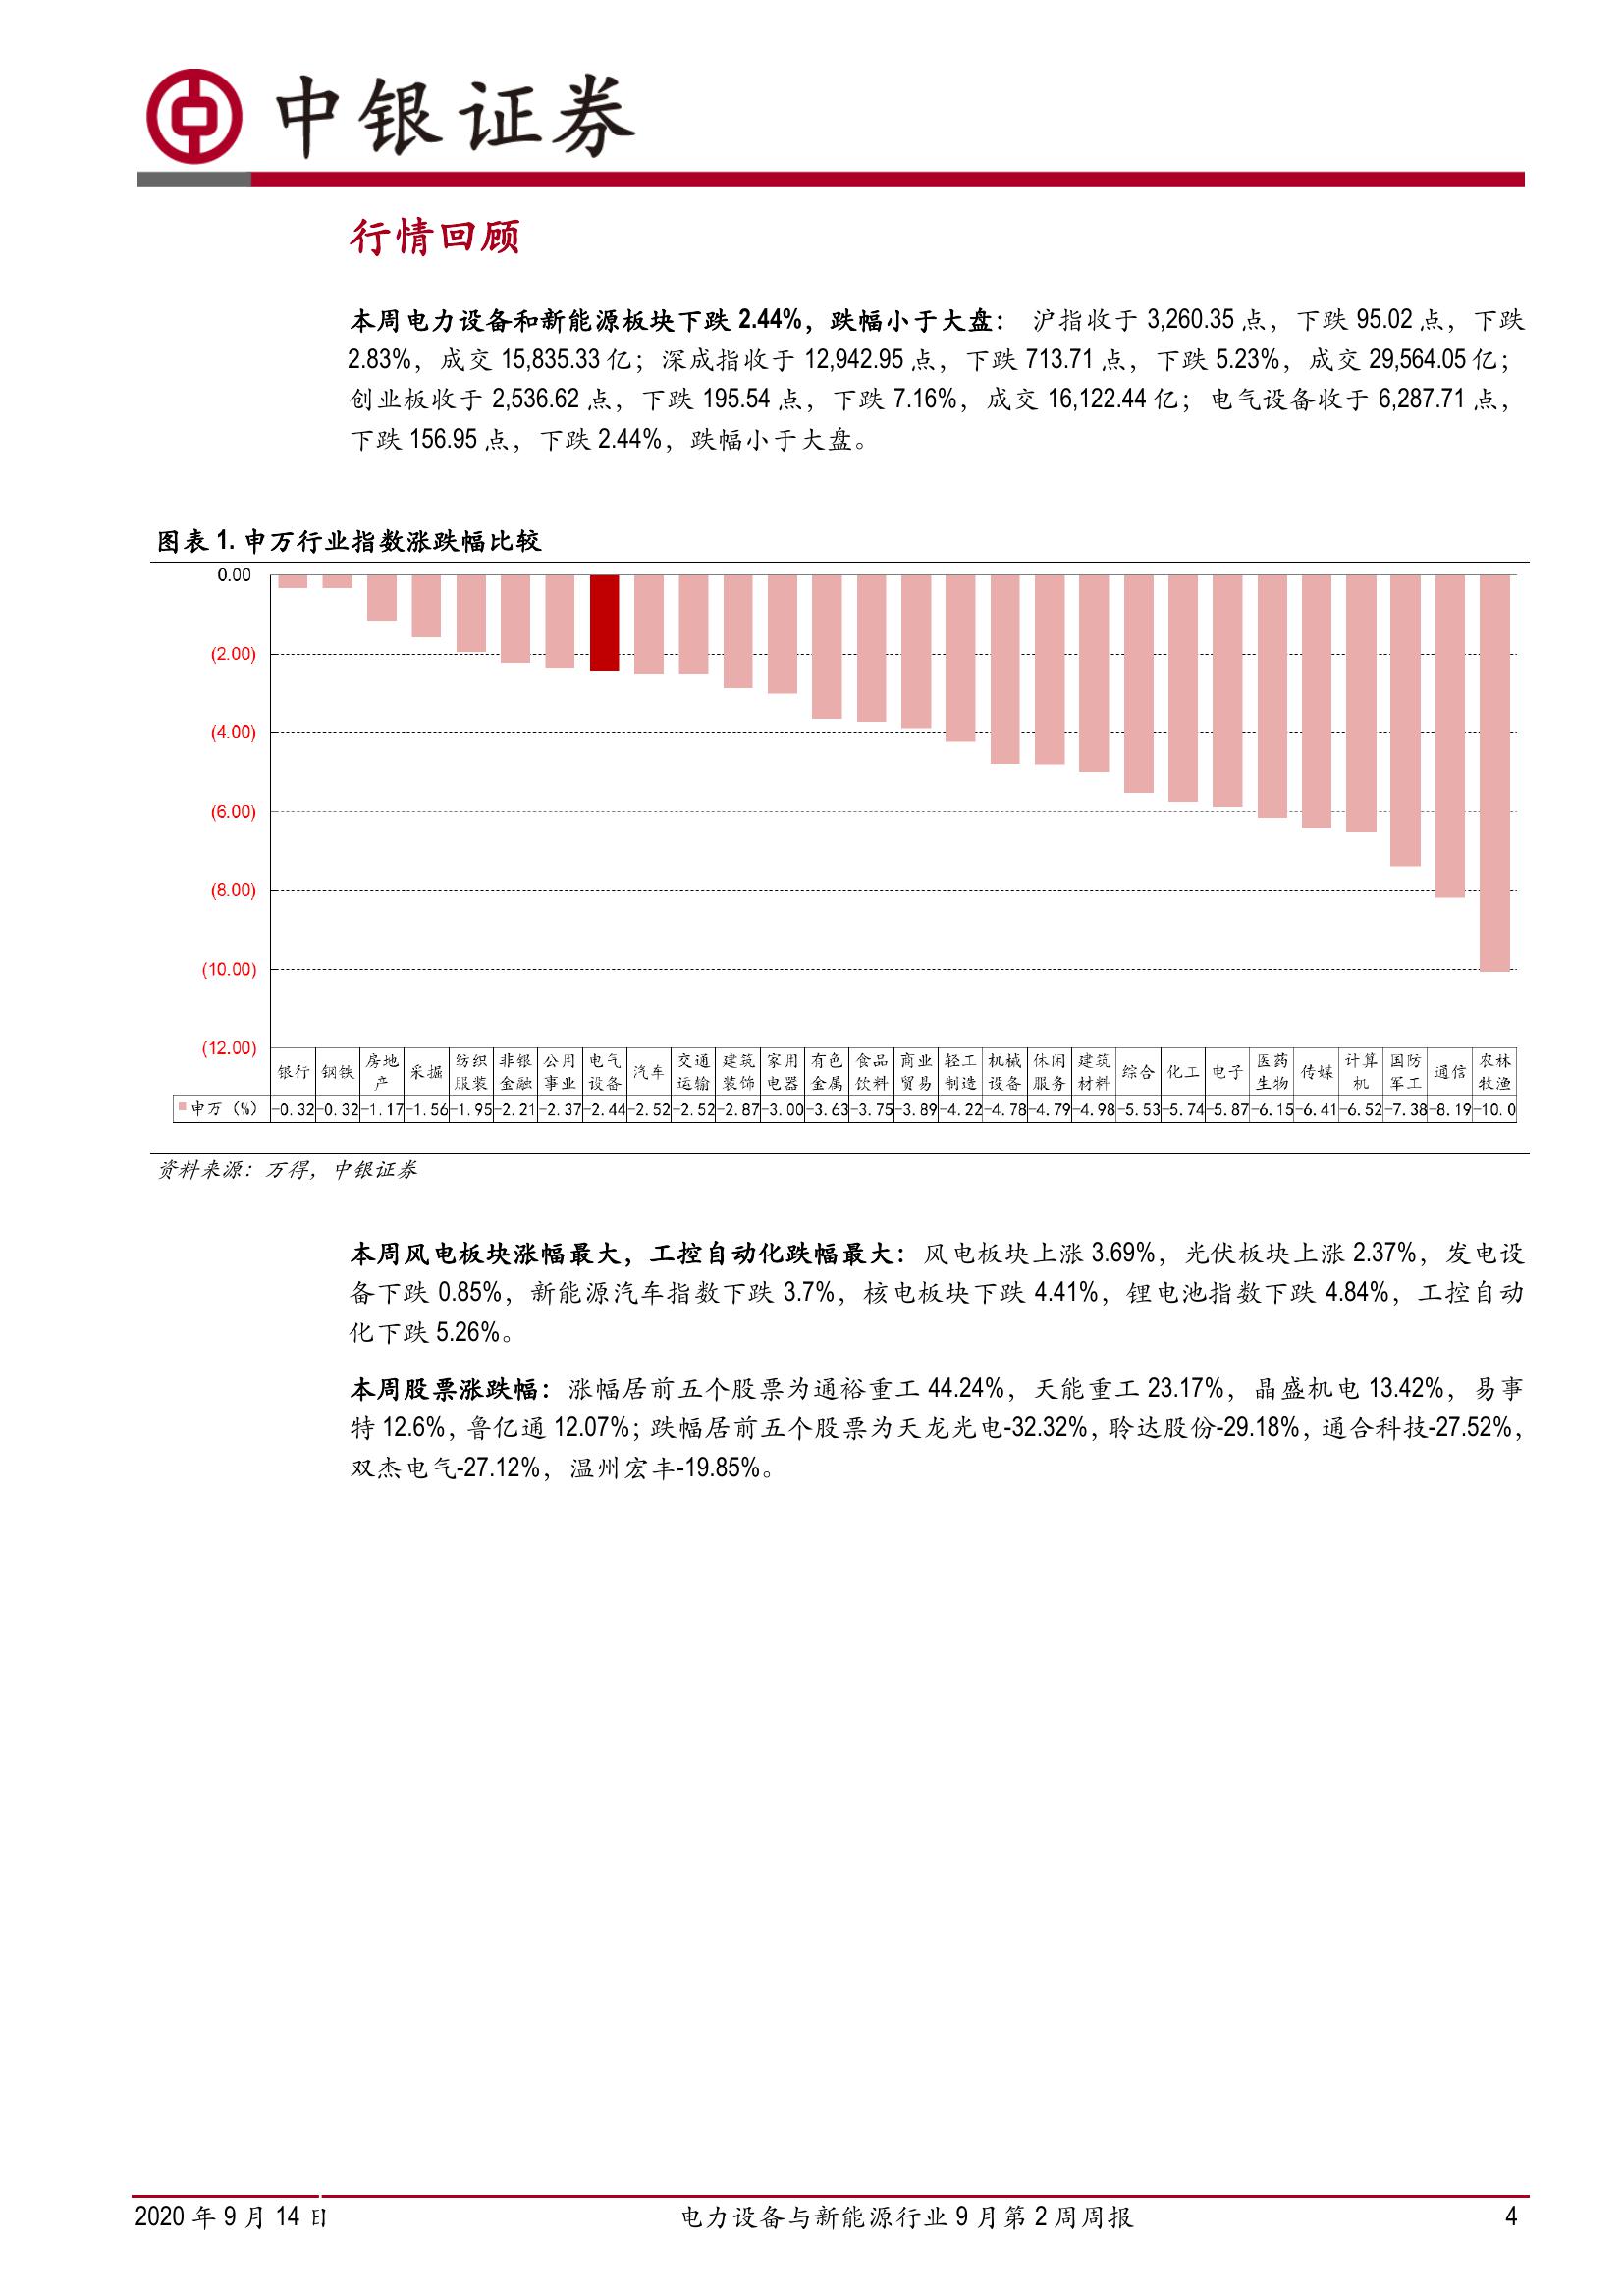 中银证券
行情回顾
本周电力设备和新能源板块下跌 2.44%，跌幅小于大盘： 沪指收于 3,260.35 点，下跌 95.02 点，下跌
2.83%，成交 15,835.33 亿；深成指收于 12,942.95 点，下跌 713.71 点，下跌 5.23%，成交 29,564.05 亿；
创业板收于 2,536.62 点，下跌 195.54 点，下跌 7.16%，成交 16,122.44 亿；电气设备收于 6,287.71 点，
下跌 156.95 点，下跌 2.44%，跌幅小于大盘。
图表 1. 申万行业指数涨跌幅比较
0.00
(2.00)
(4.00)
(6.00)
(8.00)
(10.00)
(12.00)
银行 钢铁 房地产 采掘 纺织服装 非银金融 公用事业 电气设备 汽车 交通运输 建筑装饰 家用电器 有色金属 食品饮料 商业贸易 轻工制造 机械设备 休闲服务 建筑材料 综合 化工 电子 医药生物 传媒 计算机 国防军工 通信 农林牧渔
申万（%） -0.32 -0.32 -1.17 -1.56 -1.95 -2.21 -2.37 -2.44 -2.52 -2.52 -2.87 -3.00 -3.63 -3.75 -3.89 -4.22 -4.78 -4.79 -4.98 -5.53 -5.74 -5.87 -6.15 -6.41 -6.52 -7.38 -8.19 -10.0
资料来源：万得，中银证券
本周风电板块涨幅最大，工控自动化跌幅最大：风电板块上涨 3.69%，光伏板块上涨 2.37%，发电设
备下跌 0.85%，新能源汽车指数下跌 3.7%，核电板块下跌 4.41%，锂电池指数下跌 4.84%，工控自动
化下跌 5.26%。
本周股票涨跌幅：涨幅居前五个股票为通裕重工 44.24%，天能重工 23.17%，晶盛机电 13.42%，易事
特 12.6%，鲁亿通 12.07%；跌幅居前五个股票为天龙光电-32.32%，聆达股份-29.18%，通合科技-27.52%，
双杰电气-27.12%，温州宏丰-19.85%。
2020 年 9 月 14 日
电力设备与新能源行业 9 月第 2 周周报
4